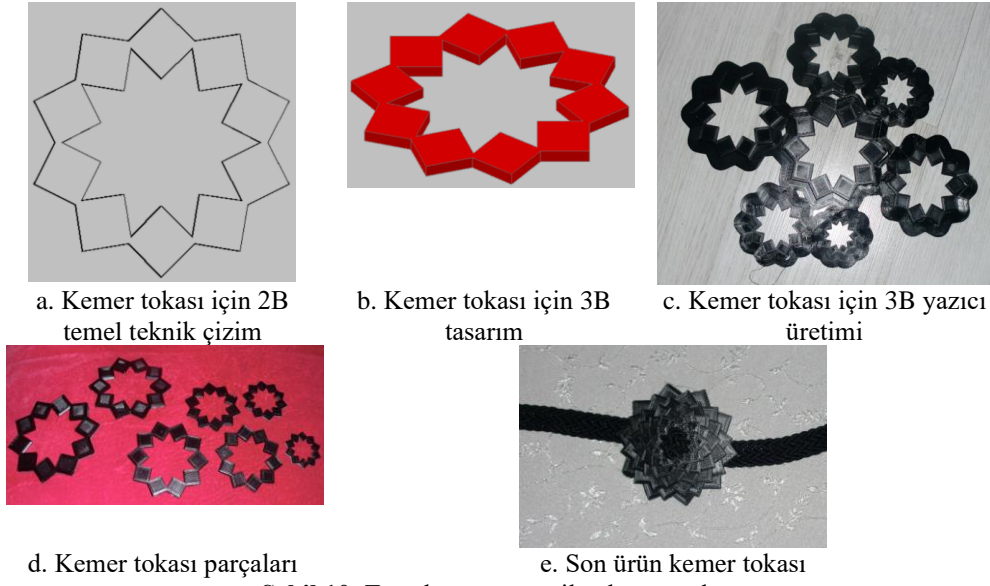 a. Kemer tokası için 2B
temel teknik çizim
b. Kemer tokası için 3B
tasarım
c. Kemer tokası için 3B yazıcı
üretimi
d. Kemer tokası parçaları
e. Son ürün kemer tokası